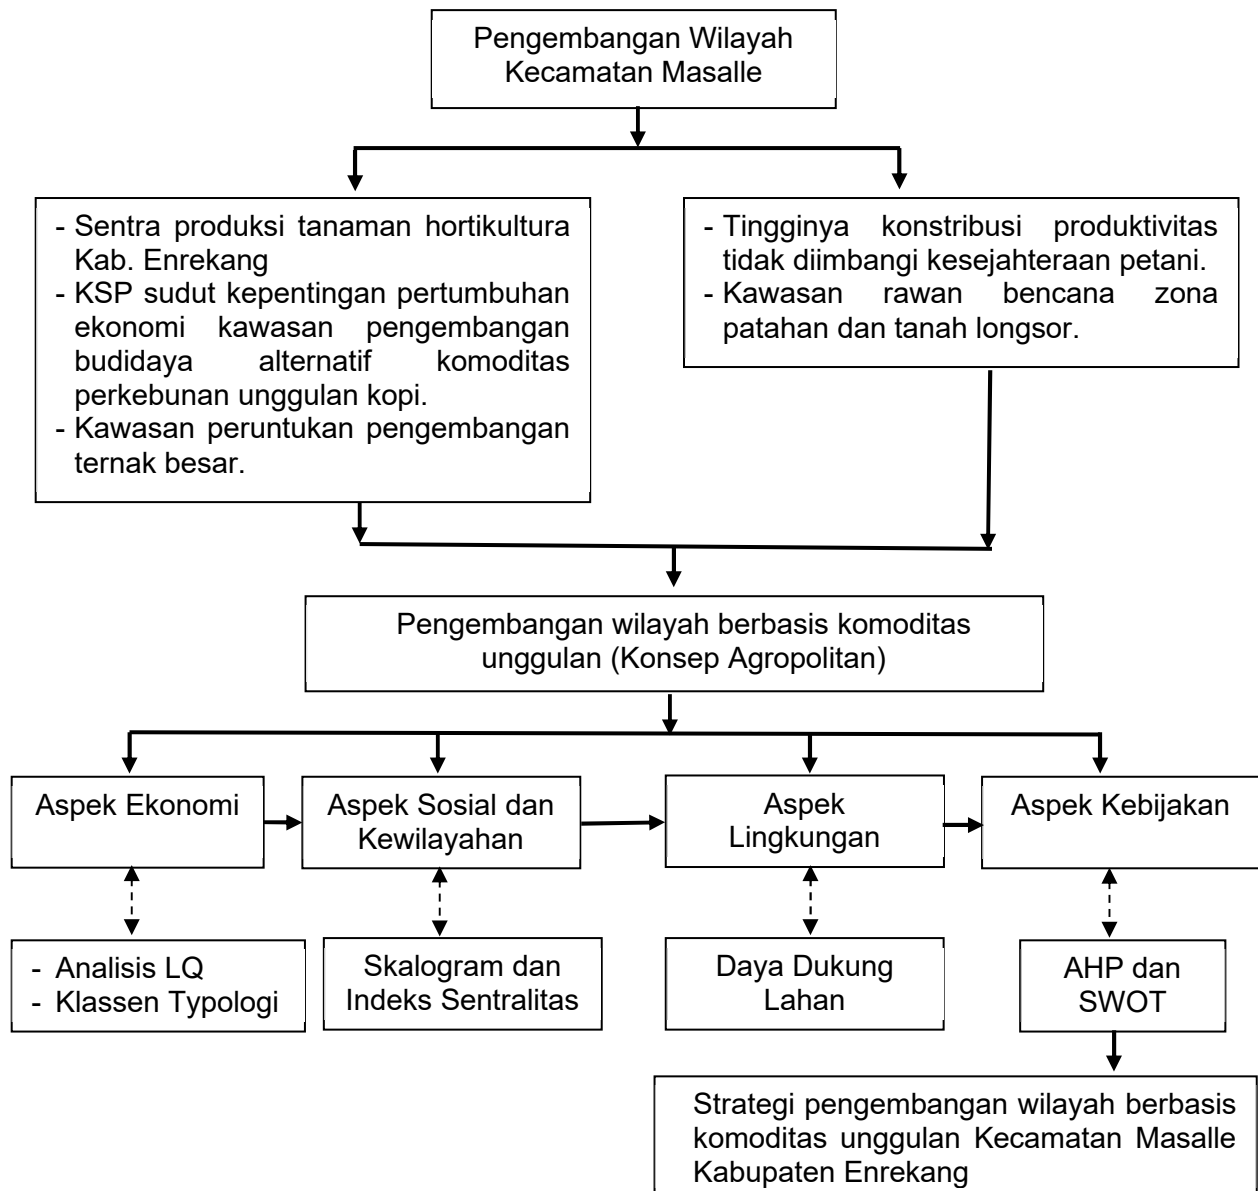 Pengembangan Wilayah
Kecamatan Masalle
- Sentra produksi tanaman hortikultura
Kab. Enrekang
- KSP sudut kepentingan pertumbuhan
ekonomi kawasan pengembangan
budidaya alternatif komoditas
perkebunan unggulan kopi.
- Kawasan peruntukan pengembangan
ternak besar.
- Tingginya konstribusi produktivitas
tidak diimbangi kesejahteraan petani.
- Kawasan rawan bencana zona
patahan dan tanah longsor.
Pengembangan wilayah berbasis komoditas
unggulan (Konsep Agropolitan)
Aspek Ekonomi
Aspek Sosial dan
Kewilayahan
Aspek
Lingkungan
Aspek Kebijakan
- Analisis LQ
- Klassen Typologi
Skalogram dan
Indeks Sentralitas
Daya Dukung
Lahan
AHP dan
SWOT
Strategi pengembangan wilayah berbasis
komoditas unggulan Kecamatan Masalle
Kabupaten Enrekang